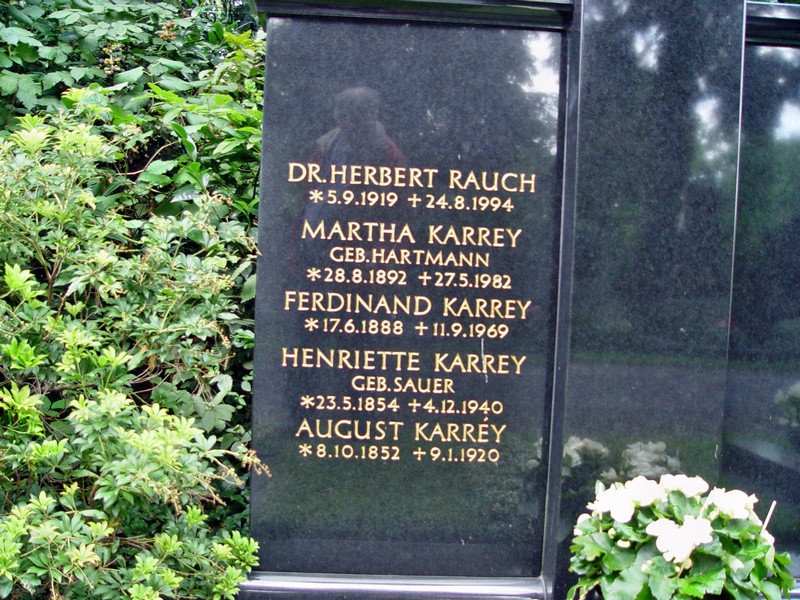 DR. HERBERT RAUCH
*5.9.1919 +24.8.1994
MARTHA KARREY
GEB. HARTMANN
*28.8.1892 +27.5.1982
FERDINAND KARREY
*17.6.1888 +11.9.1969
HENRIETTE KARREY
GEB. SAUER
*23.5.1854 +4.12.1940
AUGUST KARRÉY
*8.10.1852 +9.1.1920